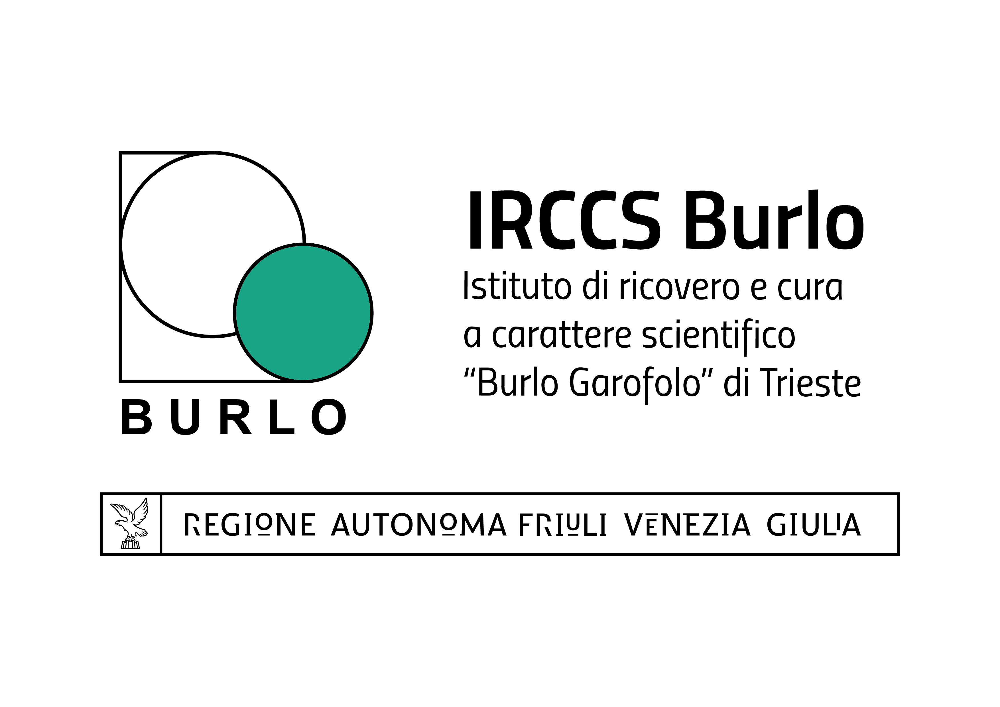 BURLO
IRCCS Burlo
Istituto di ricovero e cura
a carattere scientifico
“Burlo Garofolo” di Trieste
REGIONE AUTONOMA FRIULI VENEZIA GIULIA